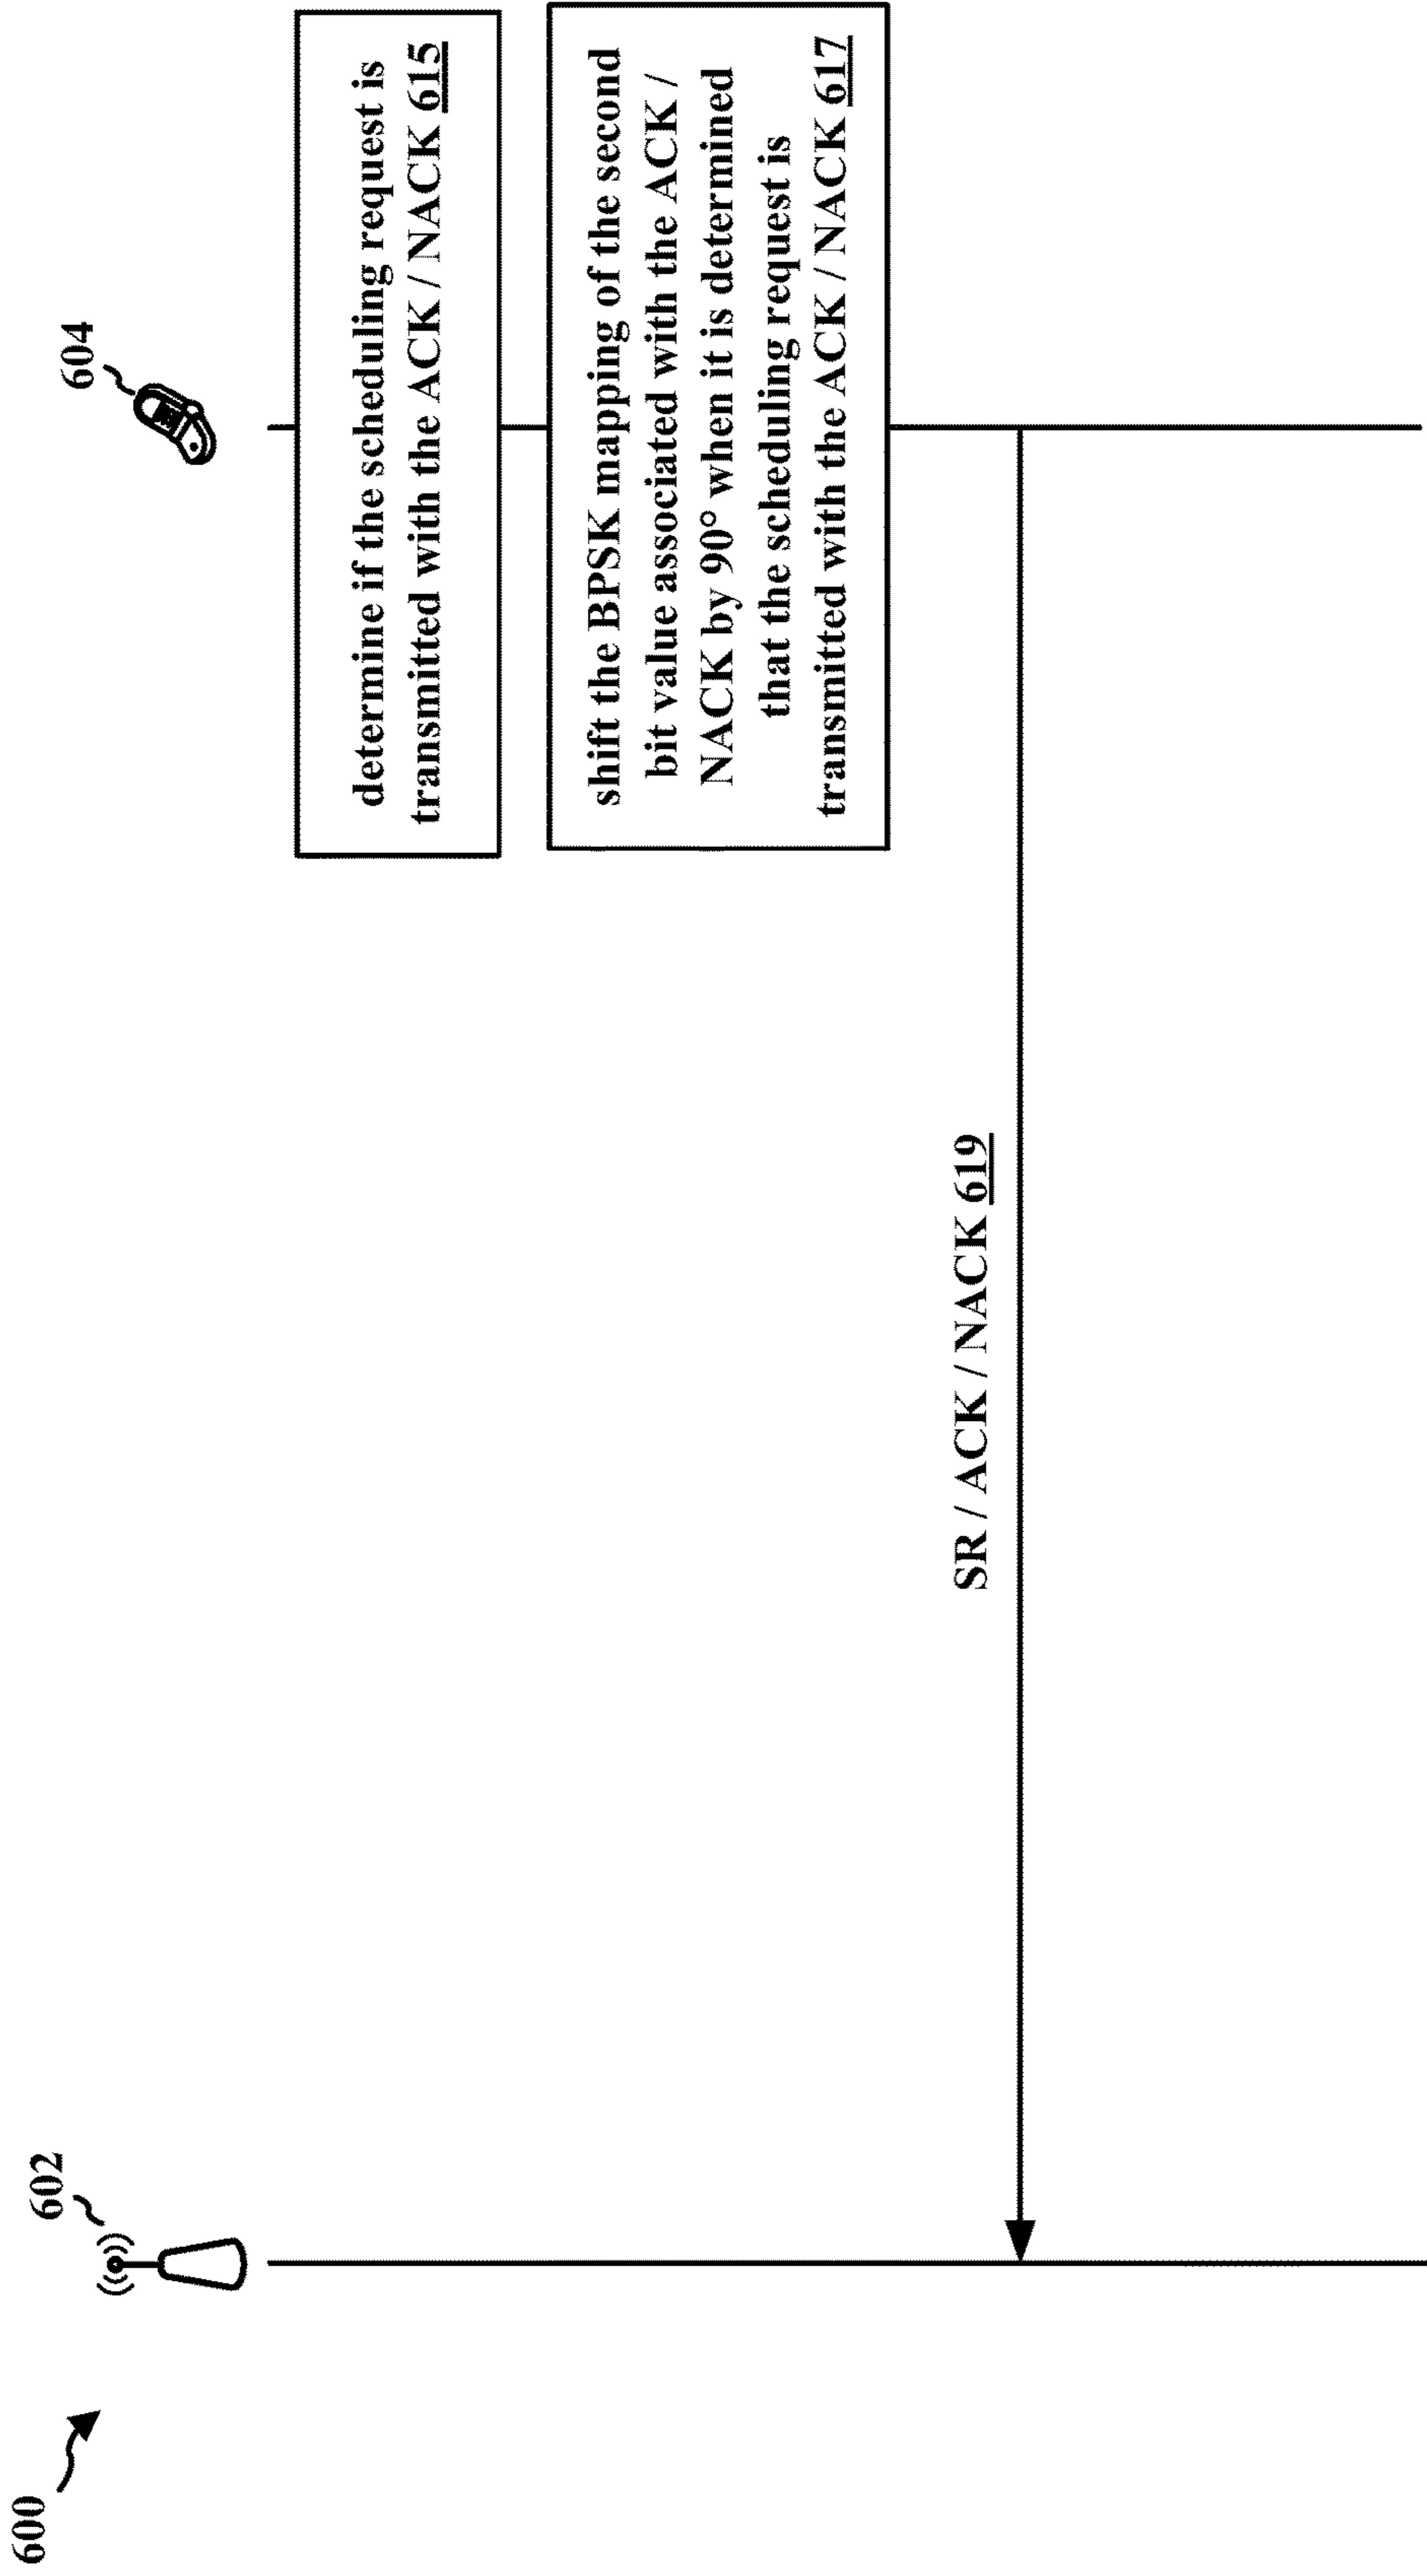 600
602
604
determine if the scheduling request is
transmitted with the ACK / NACK 615
shift the BPSK mapping of the second
bit value associated with the ACK /
NACK by 90° when it is determined
that the scheduling request is
transmitted with the ACK / NACK 617
SR / ACK / NACK 619